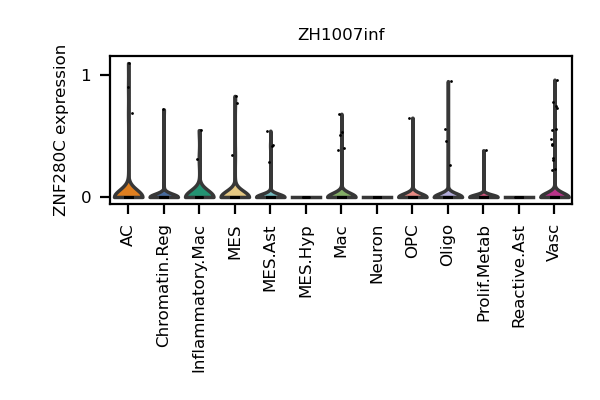 ZH1007inf
ZNF280C expression
1
0
AC
Chromatin.Reg
Inflammatory.Mac
MES
MES.Ast
MES.Hyp
Mac
Neuron
OPC
Oligo
Prolif.Metab
Reactive.Ast
Vasc